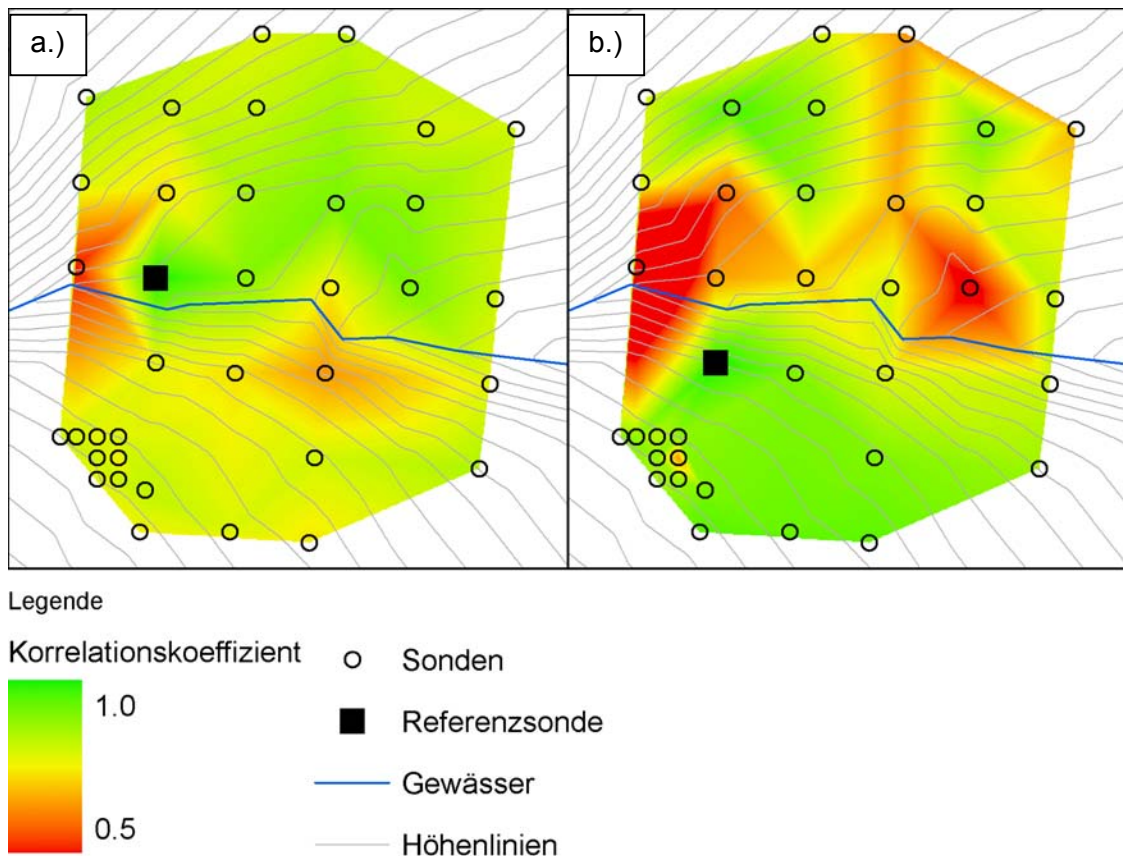 a.)
b.)
Legende
Korrelationskoeffizient
1.0
0.5
Sonden
Referenzsonde
Gewässer
Höhenlinien